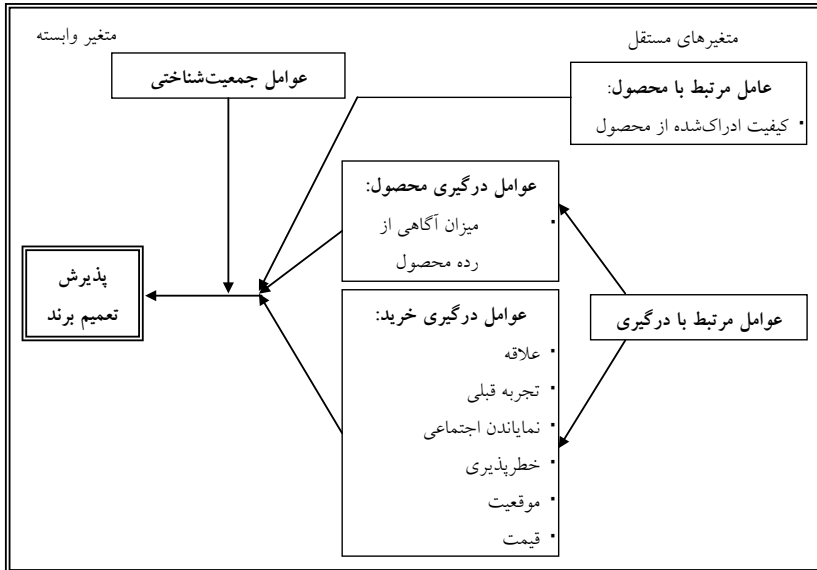 متغیرهای مستقل
متغیر وابسته
عوامل جمعیت‌شناختی
عامل مرتبط با محصول:
▪ کیفیت ادراک‌شده از محصول
عوامل درگیری محصول:
▪ میزان آگاهی از
رده محصول
پذیرش
تعمیم برند
عوامل مرتبط با درگیری
عوامل درگیری خرید:
▪ علاقه
▪ تجربه قبلی
▪ نمایاندن اجتماعی
▪ خطرپذیری
▪ موقعیت
▪ قیمت